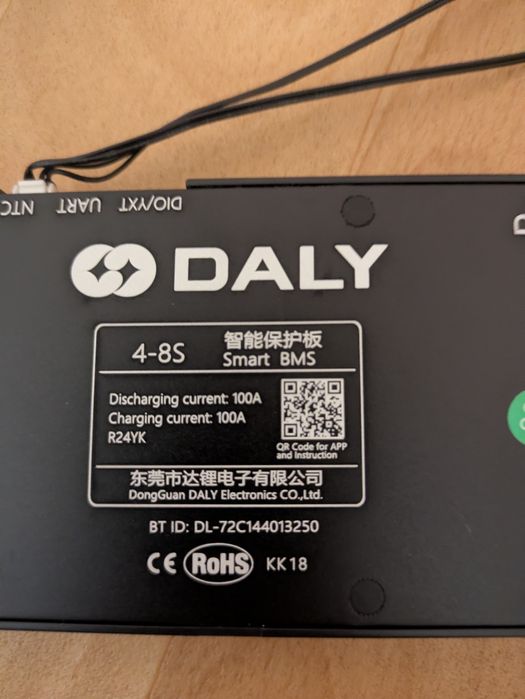 NTC UART DIO/YXT
DALY
4-8S
智能保护板
Smart BMS
Discharging current: 100A
Charging current: 100A
R24YK
QR Code for APP
and Instruction
东莞市达锂电子有限公司
DongGuan DALY Electronics CO.,Ltd.
BT ID: DL-72C144013250
CE RoHS KK18